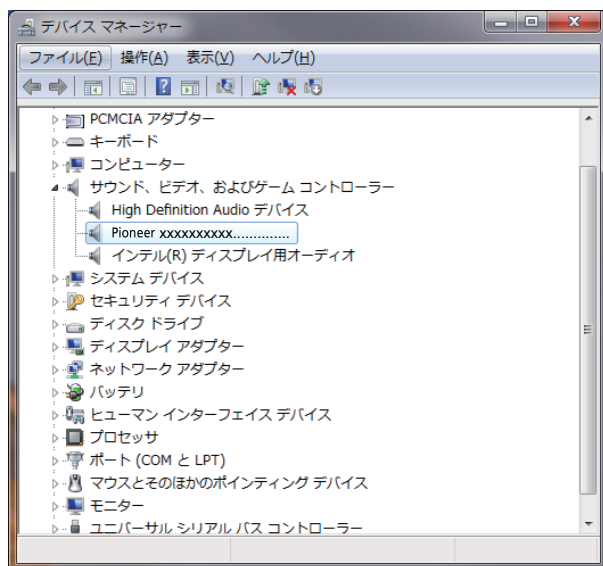 デバイス マネージャー
ファイル(F) 操作(A) 表示(V) ヘルプ(H)
PCMCIA アダプター
キーボード
コンピューター
サウンド、ビデオ、およびゲーム コントローラー
High Definition Audio デバイス
Pioneer xxxxxxxxxx..............
インテル(R) ディスプレイ用オーディオ
システム デバイス
セキュリティ デバイス
ディスク ドライブ
ディスプレイ アダプター
ネットワーク アダプター
バッテリ
ヒューマン インターフェイス デバイス
プロセッサ
ポート (COM と LPT)
マウスとそのほかのポインティング デバイス
モニター
ユニバーサル シリアル バス コントローラー